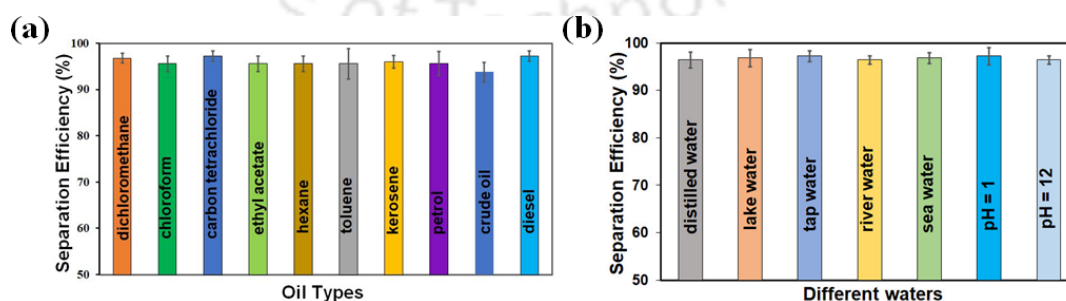 (a)
Separation Efficiency (%)
100
90
80
70
60
50
dichloromethane
chloroform
carbon tetrachloride
ethyl acetate
hexane
toluene
kerosene
petrol
crude oil
diesel
Oil Types
(b)
Separation Efficiency (%)
100
90
80
70
60
50
distilled water
lake water
tap water
river water
sea water
pH = 1
pH = 12
Different waters